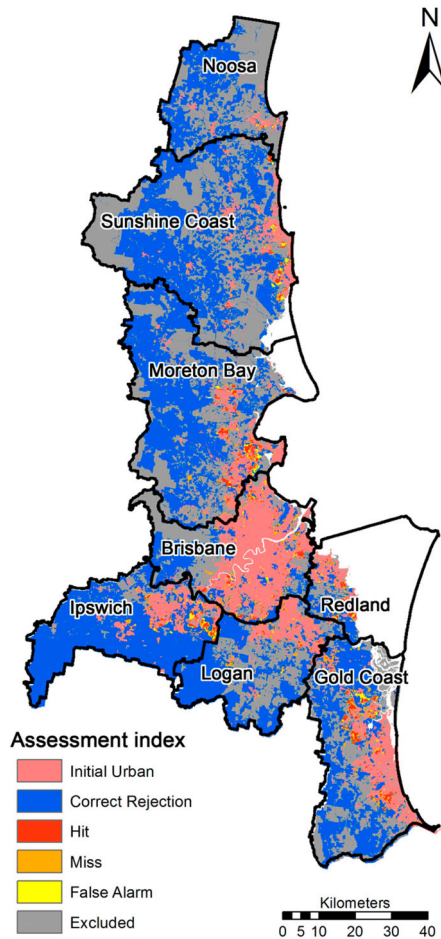 N
Noosa
Sunshine Coast
Moreton Bay
Brisbane
Ipswich
Redland
Logan
Gold Coast
Assessment index
Initial Urban
Correct Rejection
Hit
Miss
False Alarm
Excluded
Kilometers
0 5 10 20 30 40